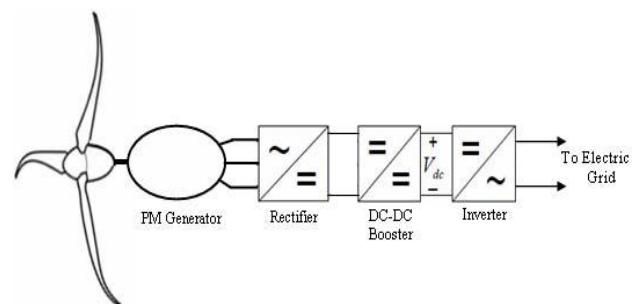 PM Generator
Rectifier
DC-DC
Booster
+
V dc
−
Inverter
To Electric
Grid
~
=
=
=
=
~